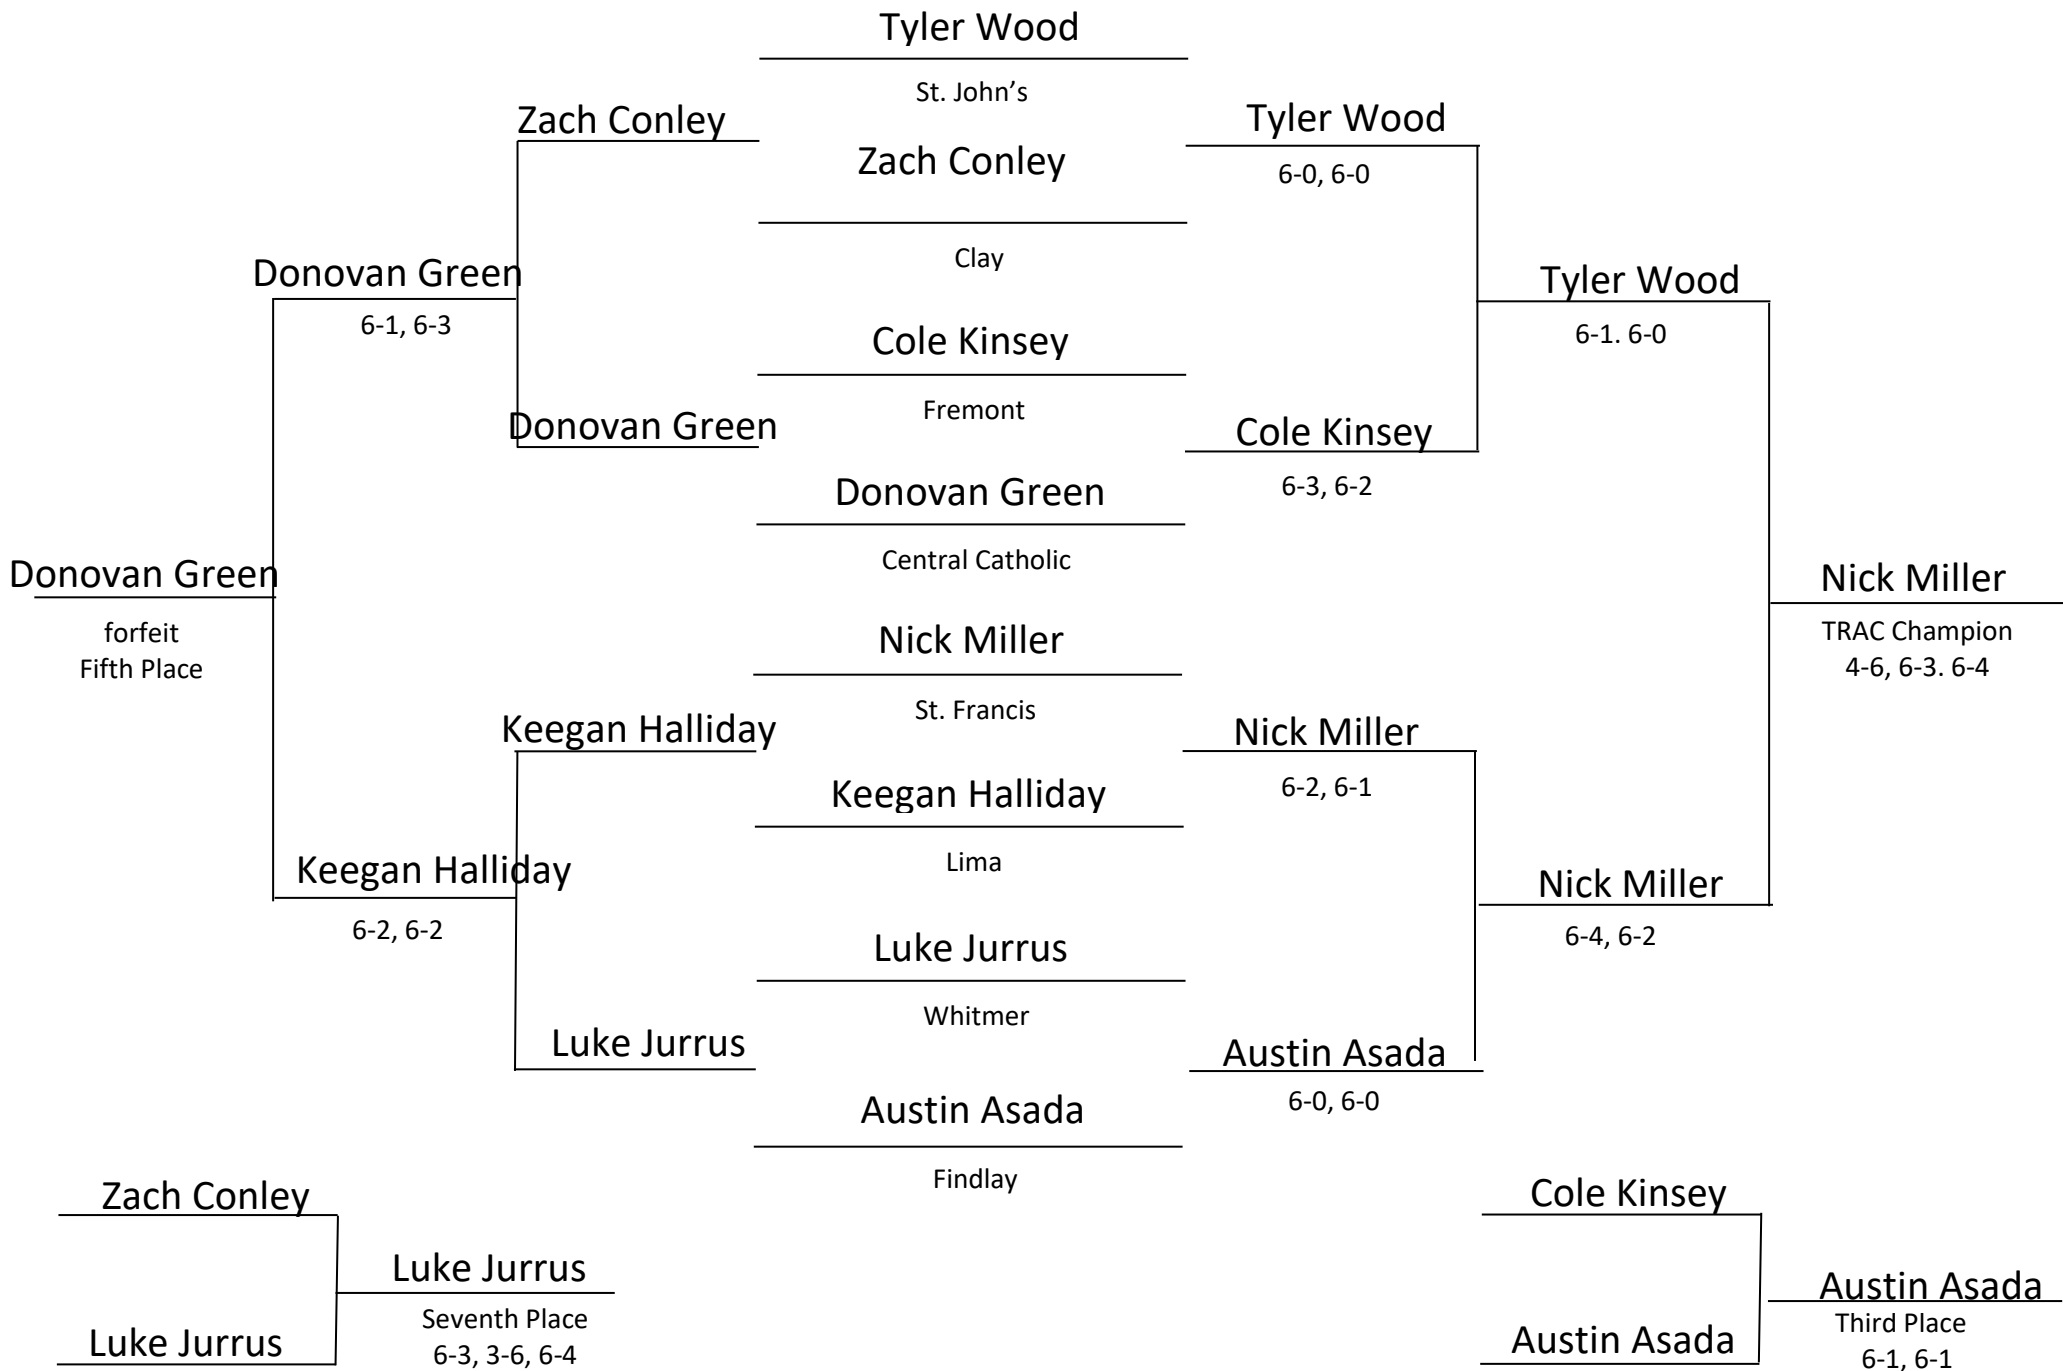 Tyler Wood
St. John's
Zach Conley
Tyler Wood
6-0, 6-0
Zach Conley
Clay
Donovan Green
6-1, 6-3
Tyler Wood
6-1. 6-0
Cole Kinsey
Fremont
Donovan Green
Cole Kinsey
6-3, 6-2
Donovan Green
Central Catholic
Donovan Green
forfeit
Fifth Place
Nick Miller
TRAC Champion
4-6, 6-3. 6-4
Nick Miller
St. Francis
Keegan Halliday
Nick Miller
6-2, 6-1
Keegan Halliday
Lima
Keegan Halliday
6-2, 6-2
Nick Miller
6-4, 6-2
Luke Jurrus
Whitmer
Luke Jurrus
Austin Asada
6-0, 6-0
Austin Asada
Findlay
Zach Conley
Luke Jurrus
Seventh Place
6-3, 3-6, 6-4
Luke Jurrus
Cole Kinsey
Austin Asada
Third Place
6-1, 6-1
Austin Asada